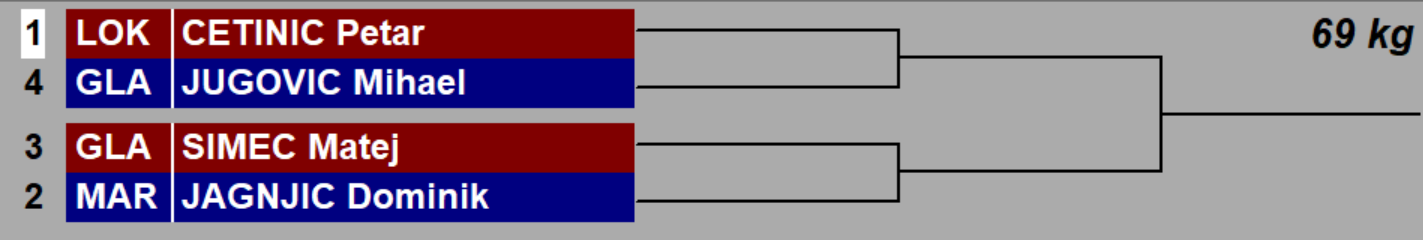 1 LOK CETINIC Petar 69 kg
4 GLA JUGOVIC Mihael
3 GLA SIMEC Matej
2 MAR JAGNJIC Dominik